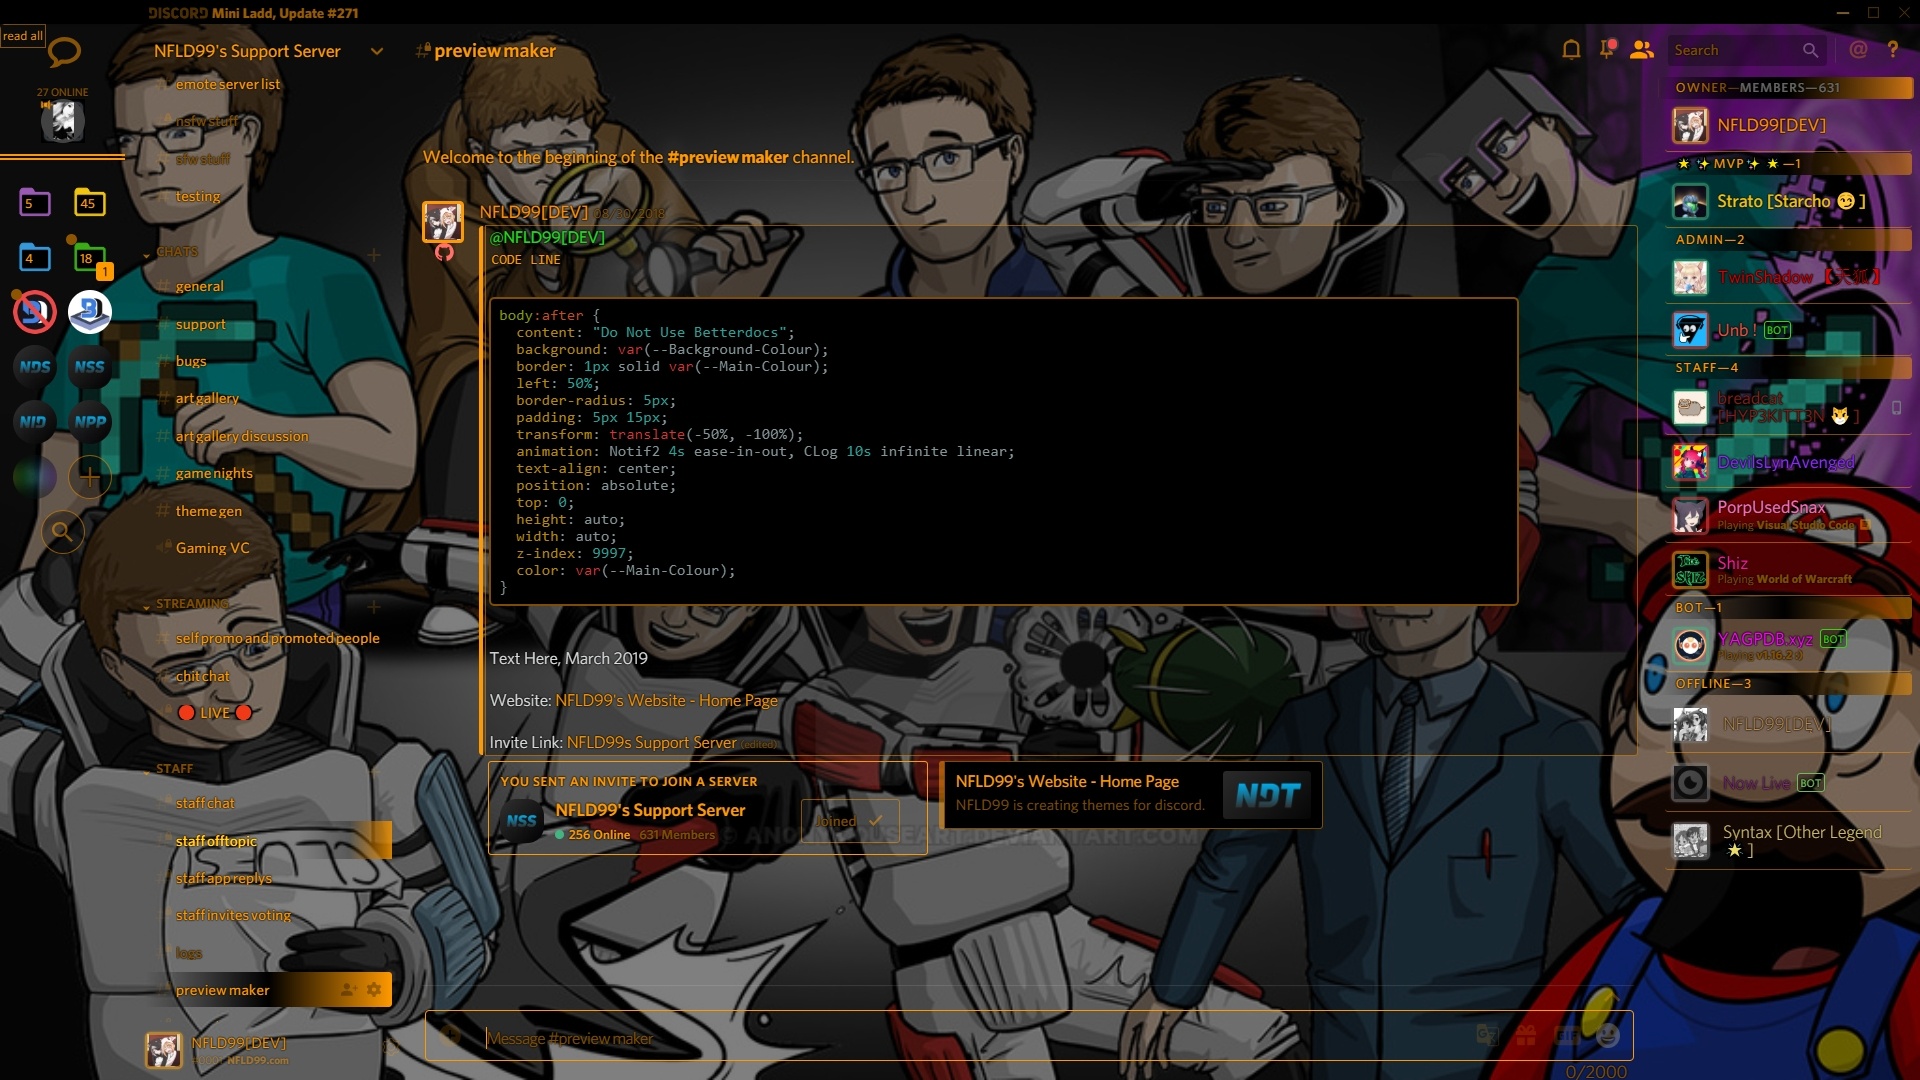 DISCORD Mini Ladd, Update #271
read all
NFLD99's Support Server
#preview maker
Search
27 ONLINE
5
45
4
18
1
NDS
NSS
NID
NPP
emote server list
nsfw stuff
sfw stuff
testing
CHATS
general
support
bugs
art gallery
art gallery discussion
game nights
theme gen
Gaming VC
STREAMING
self promo and promoted people
chit chat
🔴 LIVE 🔴
STAFF
staff chat
staff offtopic
staff app replys
staff invites voting
logs
preview maker
NFLD99[DEV]
#0001 NFLD99.com
Welcome to the beginning of the #preview maker channel.
NFLD99[DEV] 08/30/2018
@NFLD99[DEV]
CODE LINE
body:after {
content: "Do Not Use Betterdocs";
background: var(--Background-Colour);
border: 1px solid var(--Main-Colour);
left: 50%;
border-radius: 5px;
padding: 5px 15px;
transform: translate(-50%, -100%);
animation: Notif2 4s ease-in-out, CLog 10s infinite linear;
text-align: center;
position: absolute;
top: 0;
height: auto;
width: auto;
z-index: 9997;
color: var(--Main-Colour);
}
Text Here, March 2019
Website: NFLD99's Website - Home Page
Invite Link: NFLD99s Support Server (edited)
YOU SENT AN INVITE TO JOIN A SERVER
NSS
NFLD99's Support Server
256 Online 631 Members
Joined
NFLD99's Website - Home Page
NFLD99 is creating themes for discord.
NDT
Message #preview maker
GIF
0/2000
OWNER—MEMBERS—631
NFLD99[DEV]
⭐✨MVP✨⭐—1
Strato [Starcho 😏]
ADMIN—2
TwinShadow 【天狐】
Unb ! BOT
STAFF—4
breadcat
[HYP3KITT3N 😼]
DevilsLynAvenged
PorpUsedSnax
Playing Visual Studio Code
Shiz
Playing World of Warcraft
BOT—1
YAGPDB.xyz BOT
Playing v1.16.2 :)
OFFLINE—3
NFLD99[DEV]
Now Live BOT
Syntax [Other Legend
🌟]